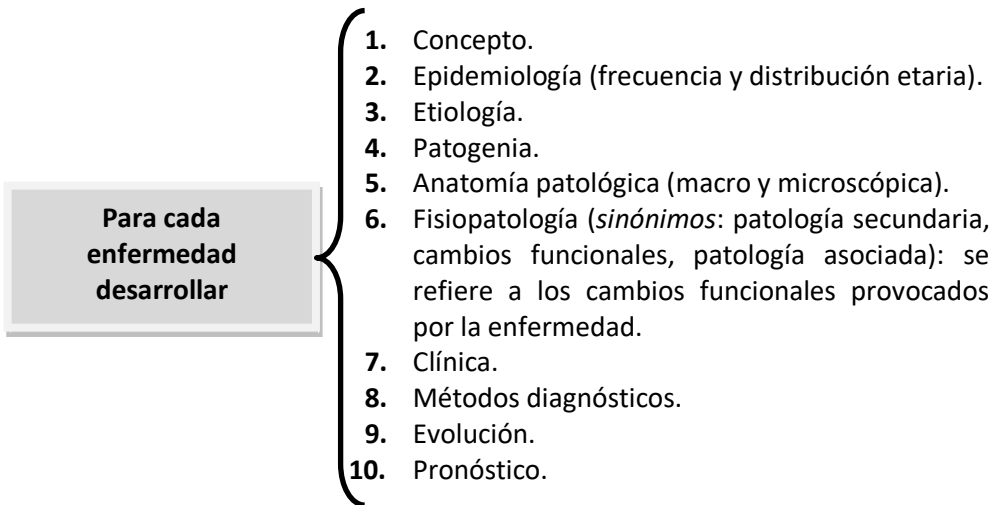 Para cada
enfermedad
desarrollar
1. Concepto.
2. Epidemiología (frecuencia y distribución etaria).
3. Etiología.
4. Patogenia.
5. Anatomía patológica (macro y microscópica).
6. Fisiopatología (sinónimos: patología secundaria,
cambios funcionales, patología asociada): se
refiere a los cambios funcionales provocados
por la enfermedad.
7. Clínica.
8. Métodos diagnósticos.
9. Evolución.
10. Pronóstico.